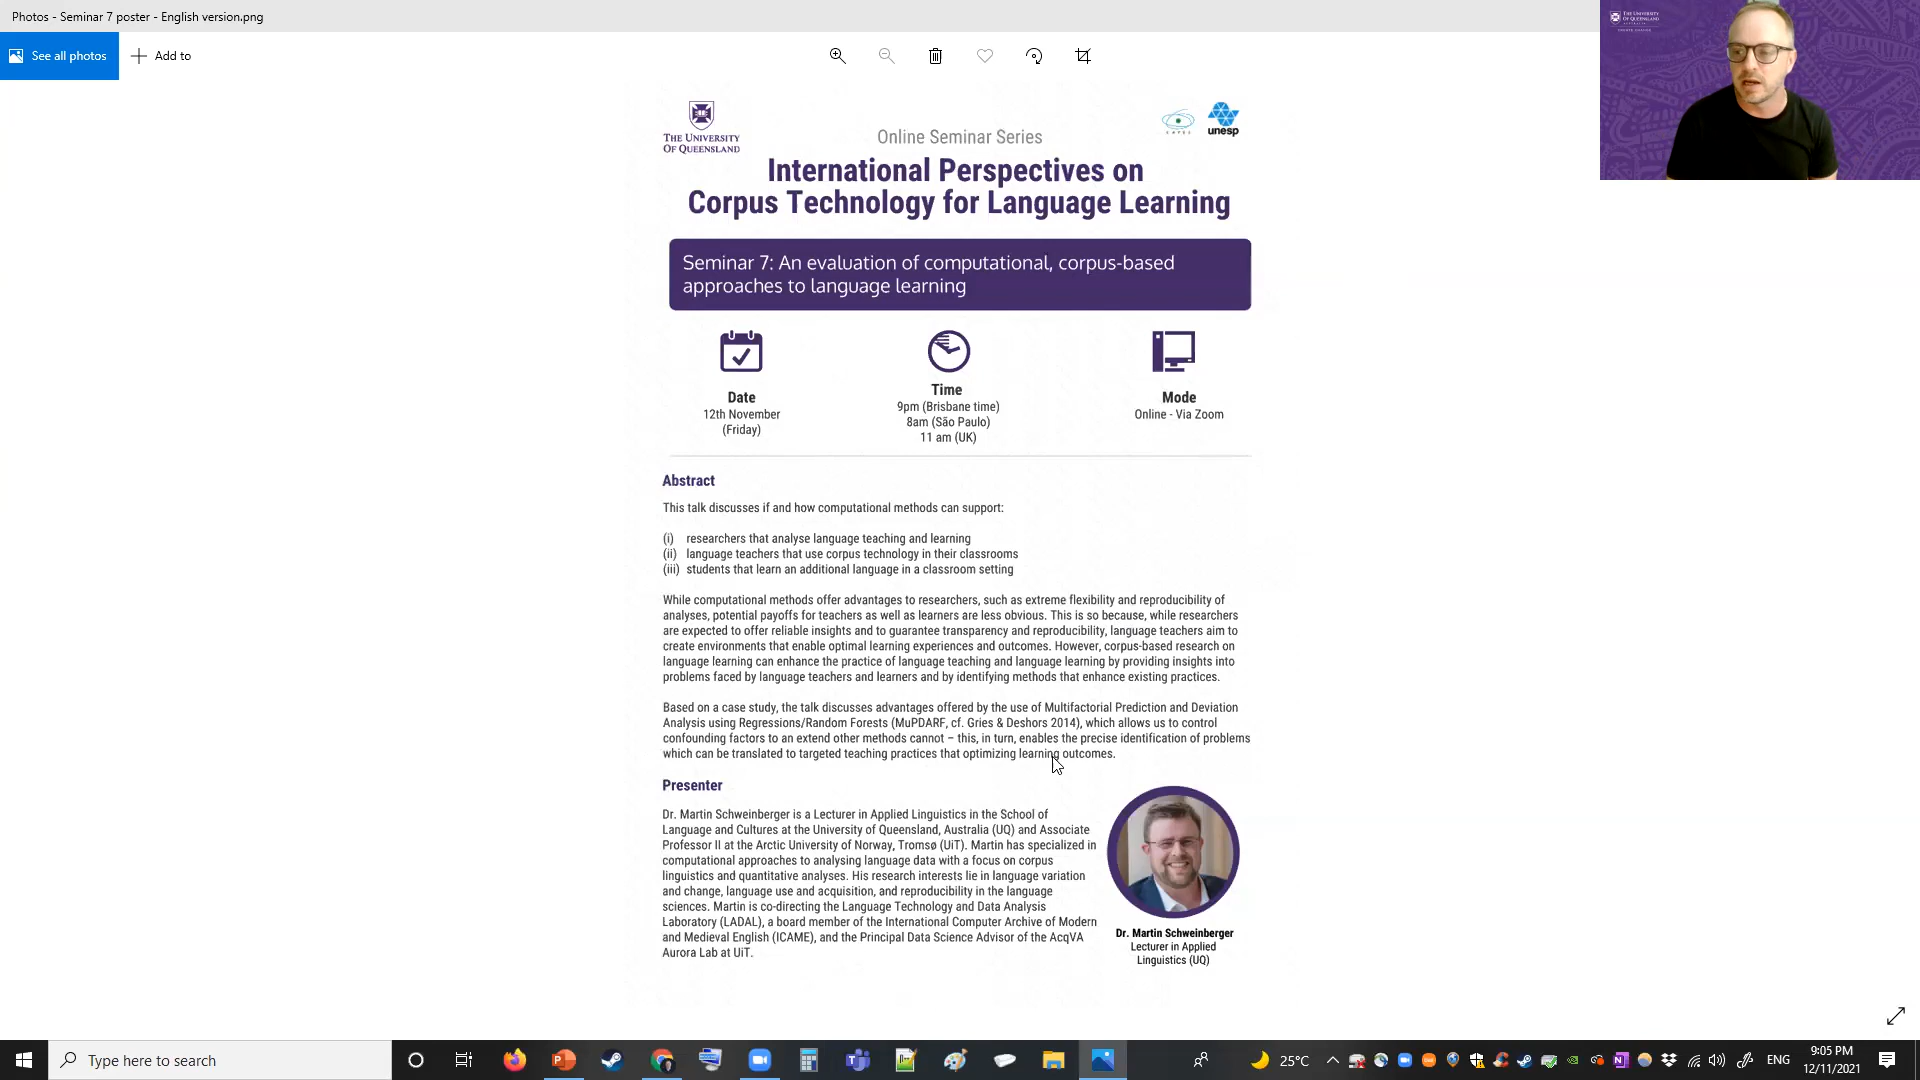 Photos - Seminar 7 poster - English version.png
See all photos
Add to
THE UNIVERSITY
OF QUEENSLAND
THE UNIVERSITY
OF QUEENSLAND
Online Seminar Series
CAPES
unesp
International Perspectives on
Corpus Technology for Language Learning
Seminar 7: An evaluation of computational, corpus-based
approaches to language learning
Date
12th November
(Friday)
Time
9pm (Brisbane time)
8am (São Paulo)
11 am (UK)
Mode
Online - Via Zoom
Abstract
This talk discusses if and how computational methods can support:
(i) researchers that analyse language teaching and learning
(ii) language teachers that use corpus technology in their classrooms
(iii) students that learn an additional language in a classroom setting
While computational methods offer advantages to researchers, such as extreme flexibility and reproducibility of
analyses, potential payoffs for teachers as well as learners are less obvious. This is so because, while researchers
are expected to offer reliable insights and to guarantee transparency and reproducibility, language teachers aim to
create environments that enable optimal learning experiences and outcomes. However, corpus-based research on
language learning can enhance the practice of language teaching and language learning by providing insights into
problems faced by language teachers and learners and by identifying methods that enhance existing practices.
Based on a case study, the talk discusses advantages offered by the use of Multifactorial Prediction and Deviation
Analysis using Regressions/Random Forests (MuPDARF, cf. Gries & Deshors 2014), which allows us to control
confounding factors to an extend other methods cannot – this, in turn, enables the precise identification of problems
which can be translated to targeted teaching practices that optimizing learning outcomes.
Presenter
Dr. Martin Schweinberger is a Lecturer in Applied Linguistics in the School of
Language and Cultures at the University of Queensland, Australia (UQ) and Associate
Professor II at the Arctic University of Norway, Tromsø (UiT). Martin has specialized in
computational approaches to analysing language data with a focus on corpus
linguistics and quantitative analyses. His research interests lie in language variation
and change, language use and acquisition, and reproducibility in the language
sciences. Martin is co-directing the Language Technology and Data Analysis
Laboratory (LADAL), a board member of the International Computer Archive of Modern
and Medieval English (ICAME), and the Principal Data Science Advisor of the AcqVA
Aurora Lab at UiT.
Dr. Martin Schweinberger
Lecturer in Applied
Linguistics (UQ)
Type here to search
25°C
ENG
9:05 PM
12/11/2021